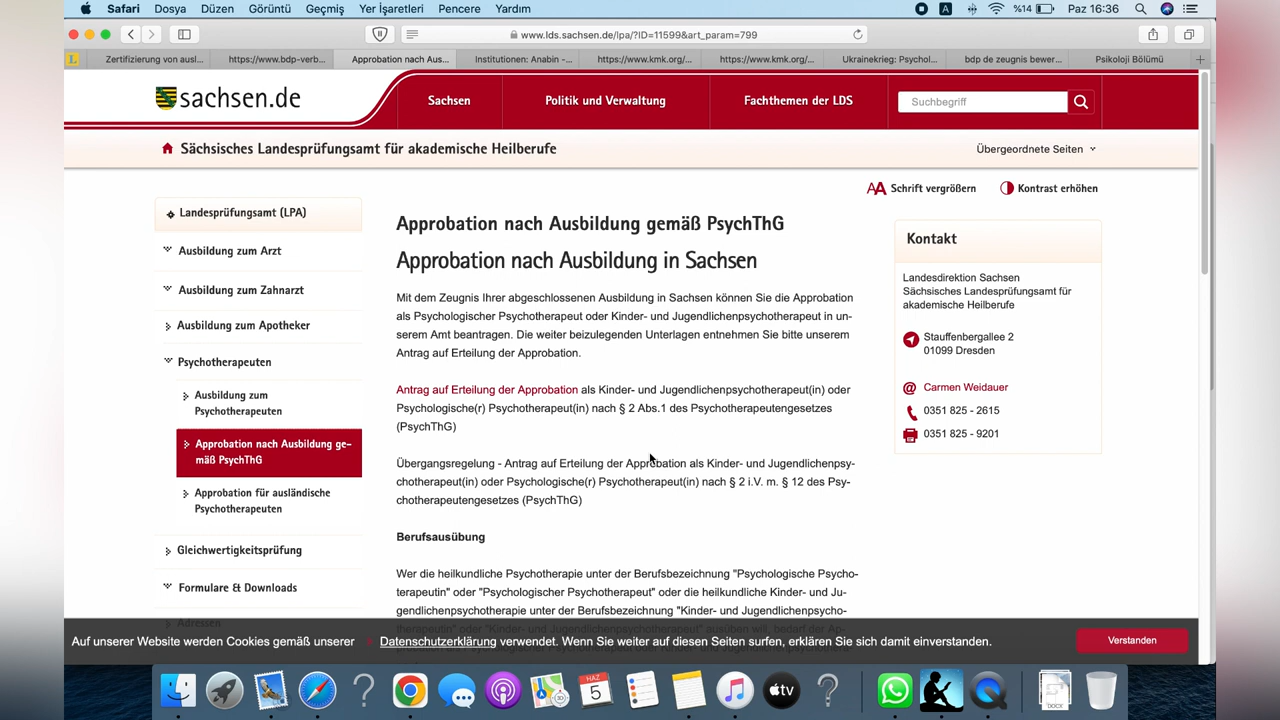 Safari Dosya Düzen Görüntü Geçmiş Yer İşaretleri Pencere Yardım A %14 Paz 16:36
www.lds.sachsen.de/lpa/?ID=11599&art_param=799
L Zertifizierung von ausl... https://www.bdp-verb... Approbation nach Aus... Institutionen: Anabin -... https://www.kmk.org/... https://www.kmk.org/... Ukrainekrieg: Psychol... bdp de zeugnis bewer... Psikoloji Bölümü
sachsen.de Sachsen Politik und Verwaltung Fachthemen der LDS Suchbegriff
Sächsisches Landesprüfungsamt für akademische Heilberufe Übergeordnete Seiten
AA Schrift vergrößern Kontrast erhöhen
Landesprüfungsamt (LPA)
Ausbildung zum Arzt
Ausbildung zum Zahnarzt
Ausbildung zum Apotheker
Psychotherapeuten
Ausbildung zum
Psychotherapeuten
Approbation nach Ausbildung ge-
mäß PsychThG
Approbation für ausländische
Psychotherapeuten
Gleichwertigkeitsprüfung
Formulare & Downloads
Adressen
Approbation nach Ausbildung gemäß PsychThG
Approbation nach Ausbildung in Sachsen
Mit dem Zeugnis Ihrer abgeschlossenen Ausbildung in Sachsen können Sie die Approbation
als Psychologischer Psychotherapeut oder Kinder- und Jugendlichenpsychotherapeut in un-
serem Amt beantragen. Die weiter beizulegenden Unterlagen entnehmen Sie bitte unserem
Antrag auf Erteilung der Approbation.
Antrag auf Erteilung der Approbation als Kinder- und Jugendlichenpsychotherapeut(in) oder
Psychologische(r) Psychotherapeut(in) nach § 2 Abs.1 des Psychotherapeutengesetzes
(PsychThG)
Übergangsregelung - Antrag auf Erteilung der Approbation als Kinder- und Jugendlichenpsy-
chotherapeut(in) oder Psychologische(r) Psychotherapeut(in) nach § 2 i.V. m. § 12 des Psy-
chotherapeutengesetzes (PsychThG)
Berufsausübung
Wer die heilkundliche Psychotherapie unter der Berufsbezeichnung "Psychologische Psycho-
terapeutin" oder "Psychologischer Psychotherapeut" oder die heilkundliche Kinder- und Ju-
gendlichenpsychotherapie unter der Berufsbezeichnung "Kinder- und Jugendlichenpsycho-
Kontakt
Landesdirektion Sachsen
Sächsisches Landesprüfungsamt für
akademische Heilberufe
Stauffenbergallee 2
01099 Dresden
Carmen Weidauer
0351 825 - 2615
0351 825 - 9201
Auf unserer Website werden Cookies gemäß unserer Datenschutzerklärung verwendet. Wenn Sie weiter auf diesen Seiten surfen, erklären Sie sich damit einverstanden. Verstanden
HAZ
5
tv
DOCX